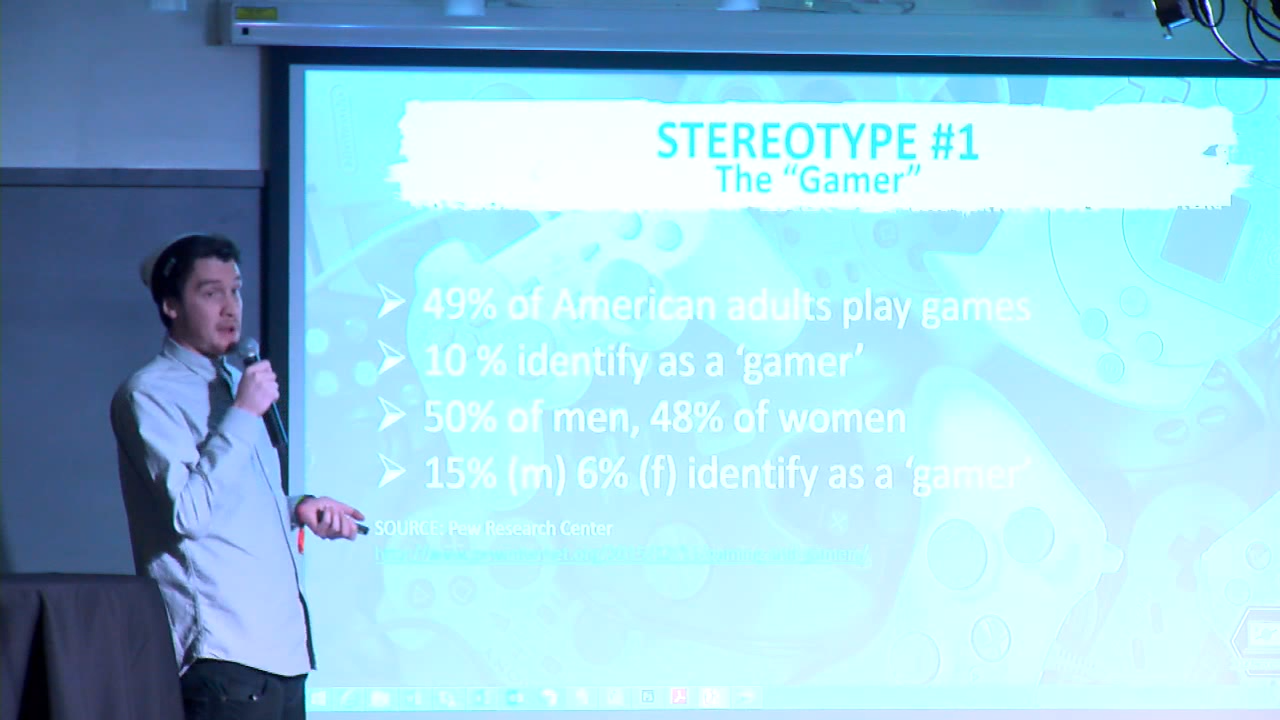 STEREOTYPE #1
The “Gamer”
➤ 49% of American adults play games
➤ 10 % identify as a ‘gamer’
➤ 50% of men, 48% of women
➤ 15% (m) 6% (f) identify as a ‘gamer’
SOURCE: Pew Research Center